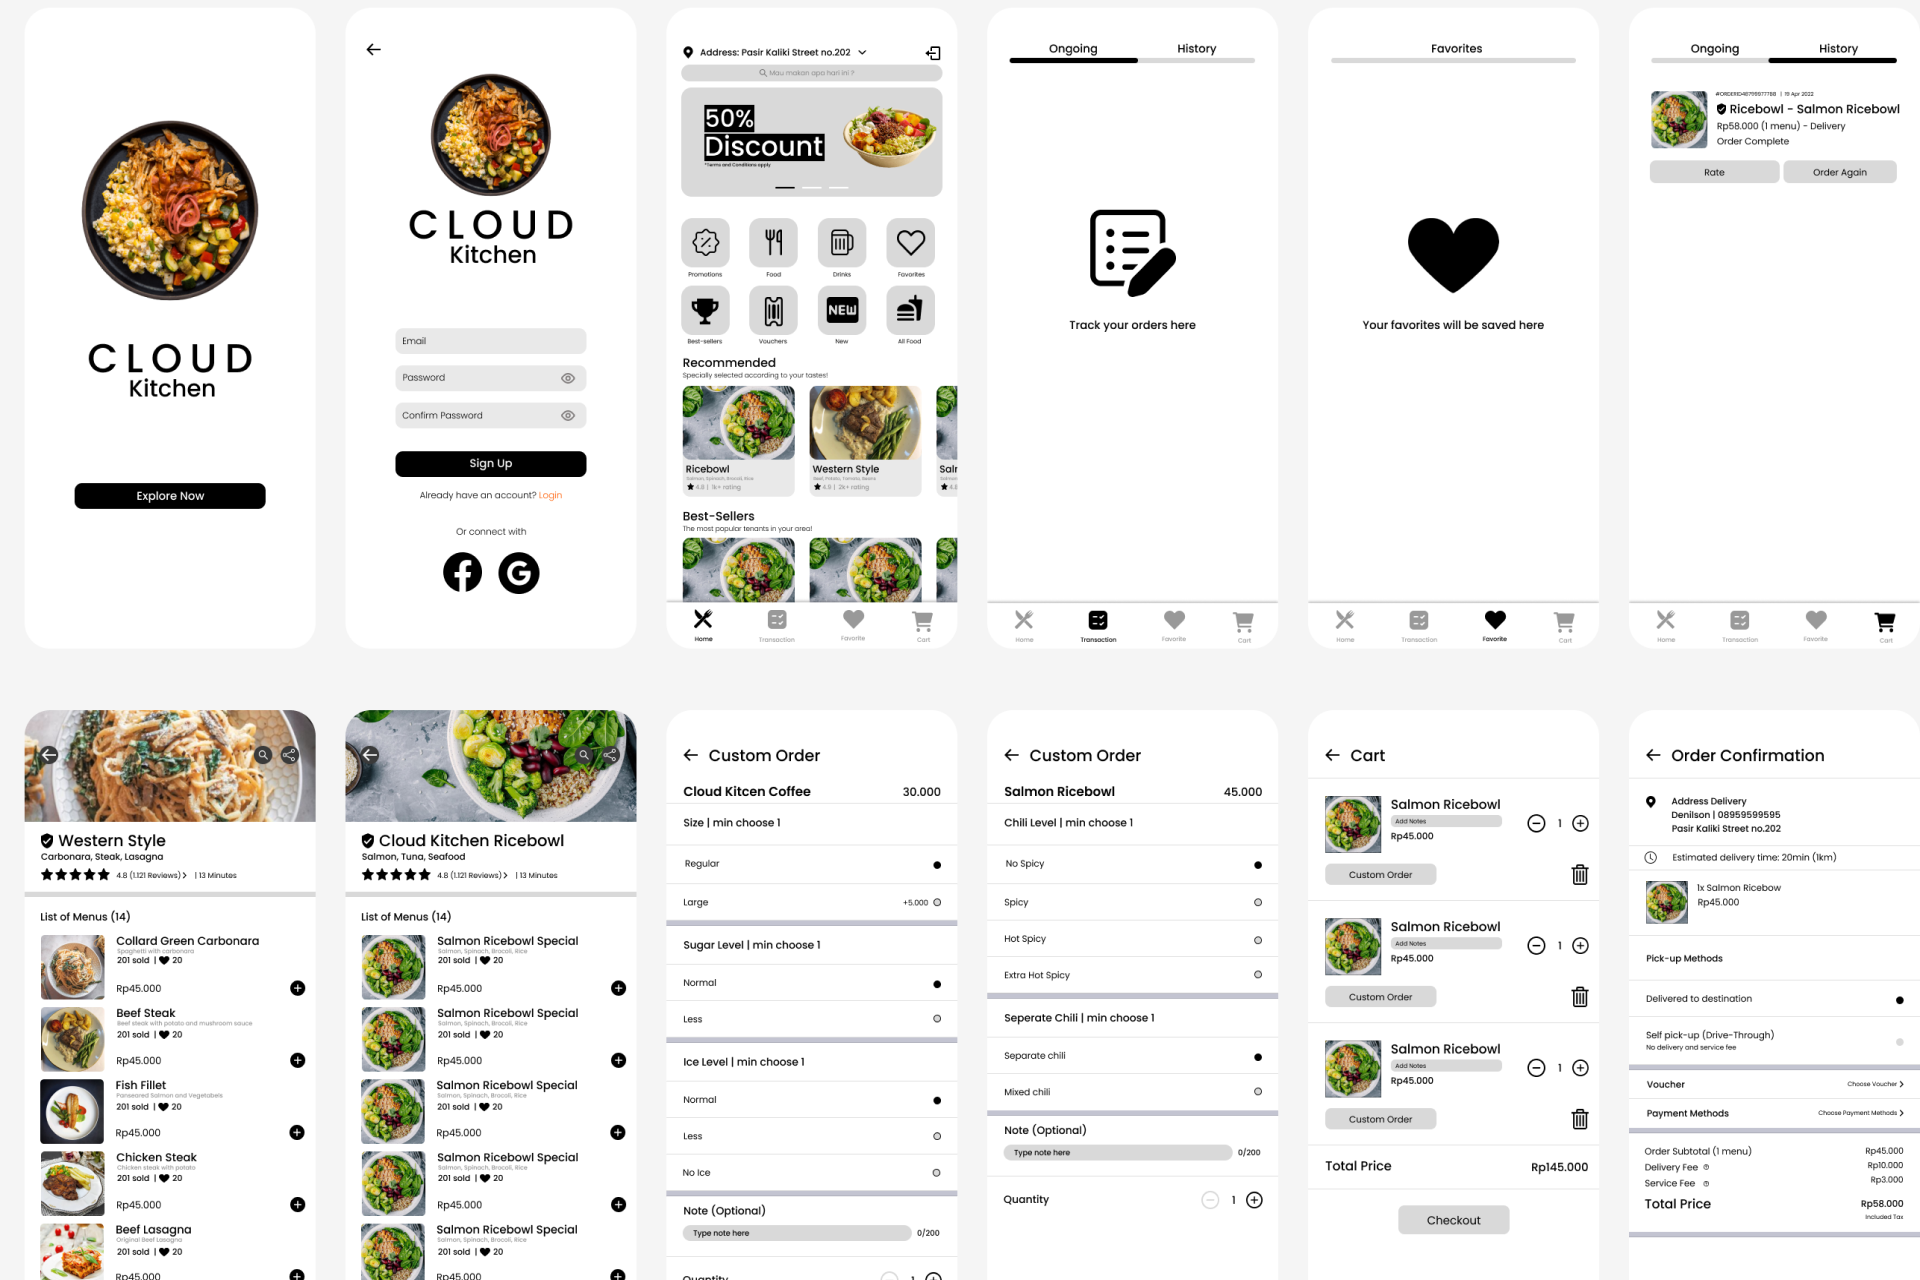 CLOUD
Kitchen
Explore Now
CLOUD
Kitchen
Email
Password
Confirm Password
Sign Up
Already have an account? Login
Or connect with
Address: Pasir Kaliki Street no.202
Mau makan apa hari ini ?
50%
Discount
*Terms and Conditions apply
Promotions
Food
Drinks
Favorites
NEW
Best-sellers
Vouchers
New
All Food
Recommended
Specially selected according to your tastes!
Ricebowl
Salmon, Spinach, Brocoli, Rice
4.8 | 1k+ rating
Western Style
Beef, Potato, Tomato, Beans
4.9 | 2k+ rating
Salr
Salmo
4.8
Best-Sellers
The most popular tenants in your area!
Home
Transaction
Favorite
Cart
Ongoing
History
Track your orders here
Home
Transaction
Favorite
Cart
Favorites
Your favorites will be saved here
Home
Transaction
Favorite
Cart
Ongoing
History
#ORDERID48799977788 | 19 Apr 2022
Ricebowl - Salmon Ricebowl
Rp58.000 (1 menu) - Delivery
Order Complete
Rate
Order Again
Home
Transaction
Favorite
Cart
Western Style
Carbonara, Steak, Lasagna
4.8 (1.121 Reviews) > | 13 Minutes
List of Menus (14)
Collard Green Carbonara
Spaghetti with carbonara
201 sold | 20
Rp45.000
Beef Steak
Beef steak with potato and mushroom sauce
201 sold | 20
Rp45.000
Fish Fillet
Panseared Salmon and Vegetabels
201 sold | 20
Rp45.000
Chicken Steak
Chicken steak with potato
201 sold | 20
Rp45.000
Beef Lasagna
Original Beef Lasagna
201 sold | 20
Rp45.000
Cloud Kitchen Ricebowl
Salmon, Tuna, Seafood
4.8 (1.121 Reviews) > | 13 Minutes
List of Menus (14)
Salmon Ricebowl Special
Salmon, Spinach, Brocoli, Rice
201 sold | 20
Rp45.000
Salmon Ricebowl Special
Salmon, Spinach, Brocoli, Rice
201 sold | 20
Rp45.000
Salmon Ricebowl Special
Salmon, Spinach, Brocoli, Rice
201 sold | 20
Rp45.000
Salmon Ricebowl Special
Salmon, Spinach, Brocoli, Rice
201 sold | 20
Rp45.000
Salmon Ricebowl Special
Salmon, Spinach, Brocoli, Rice
201 sold | 20
Rp45.000
Custom Order
Cloud Kitcen Coffee 30.000
Size | min choose 1
Regular
Large +5.000
Sugar Level | min choose 1
Normal
Less
Ice Level | min choose 1
Normal
Less
No Ice
Note (Optional)
Type note here 0/200
Quantity 1
Custom Order
Salmon Ricebowl 45.000
Chili Level | min choose 1
No Spicy
Spicy
Hot Spicy
Extra Hot Spicy
Seperate Chili | min choose 1
Separate chili
Mixed chili
Note (Optional)
Type note here 0/200
Quantity 1
Cart
Salmon Ricebowl
Add Notes
Rp45.000
1
Custom Order
Salmon Ricebowl
Add Notes
Rp45.000
1
Custom Order
Salmon Ricebowl
Add Notes
Rp45.000
1
Custom Order
Total Price Rp145.000
Checkout
Order Confirmation
Address Delivery
Denilson | 08959599595
Pasir Kaliki Street no.202
Estimated delivery time: 20min (1km)
1x Salmon Ricebow
Rp45.000
Pick-up Methods
Delivered to destination
Self pick-up (Drive-Through)
No delivery and service fee
Voucher Choose Voucher >
Payment Methods Choose Payment Methods >
Order Subtotal (1 menu) Rp45.000
Delivery Fee Rp10.000
Service Fee Rp3.000
Total Price Rp58.000
Included Tax